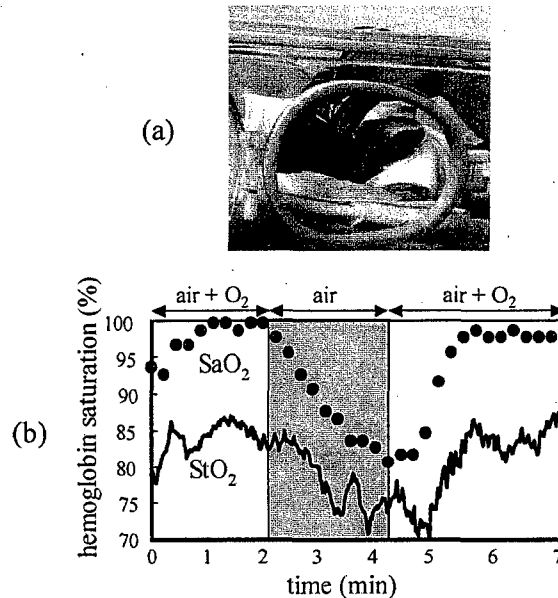 (a)
air + O2 air air + O2
hemoglobin saturation (%)
100
95
90
85
80
75
70
SaO2
StO2
(b)
0 1 2 3 4 5 6 7
time (min)